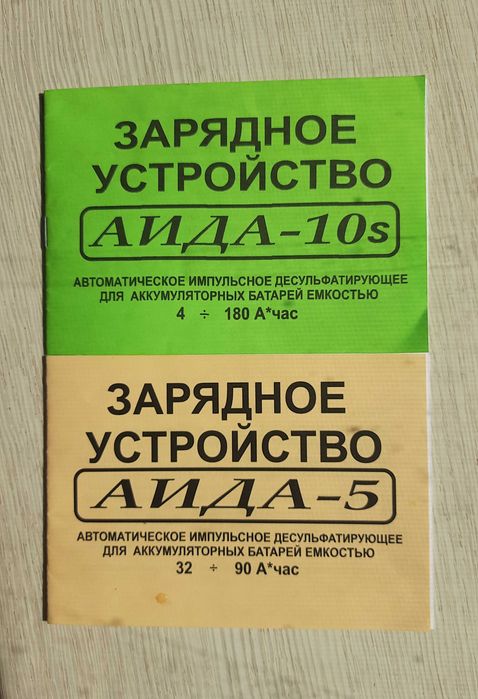 ЗАРЯДНОЕ
УСТРОЙСТВО
АИДА-10s
АВТОМАТИЧЕСКОЕ ИМПУЛЬСНОЕ ДЕСУЛЬФАТИРУЮЩЕЕ
ДЛЯ АККУМУЛЯТОРНЫХ БАТАРЕЙ ЕМКОСТЬЮ
4 ÷ 180 А*час
ЗАРЯДНОЕ
УСТРОЙСТВО
АИДА-5
АВТОМАТИЧЕСКОЕ ИМПУЛЬСНОЕ ДЕСУЛЬФАТИРУЮЩЕЕ
ДЛЯ АККУМУЛЯТОРНЫХ БАТАРЕЙ ЕМКОСТЬЮ
32 ÷ 90 А*час